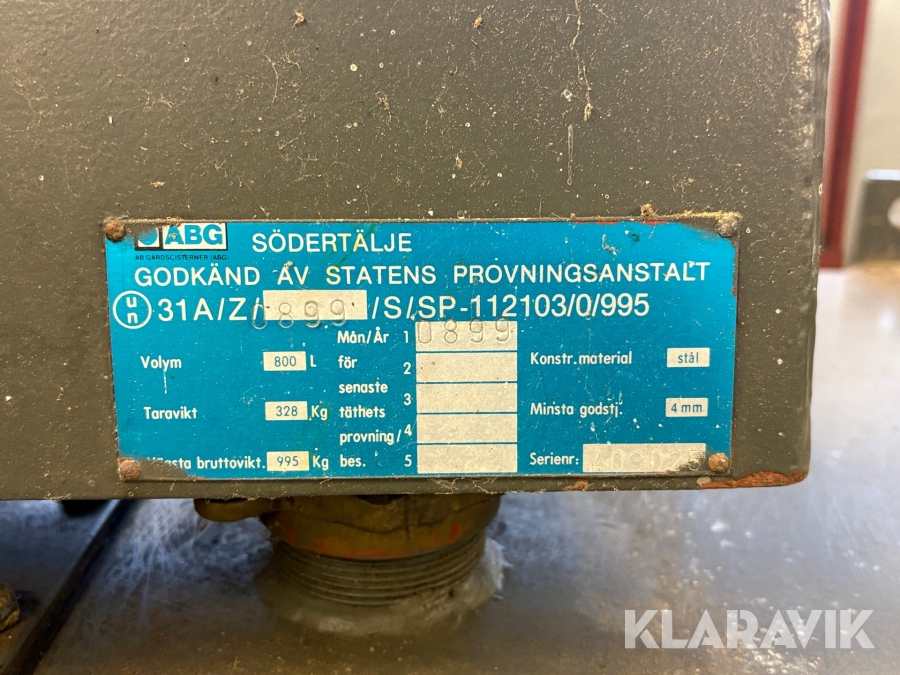 ABG SÖDERTÄLJE
AB GÅRDSCISTERNER (ABG)
GODKÄND AV STATENS PROVNINGSANSTALT
un 31A/Z/0899/S/SP-112103/0/995
Volym 800 L
Taravikt 328 Kg
Högsta bruttovikt. 995 Kg
Mån/År 1 0899
för 2
senaste
täthets 3
provning/ 4
bes. 5
Konstr.material stål
Minsta godstj: 4 mm
Serienr:
KLARAVIK